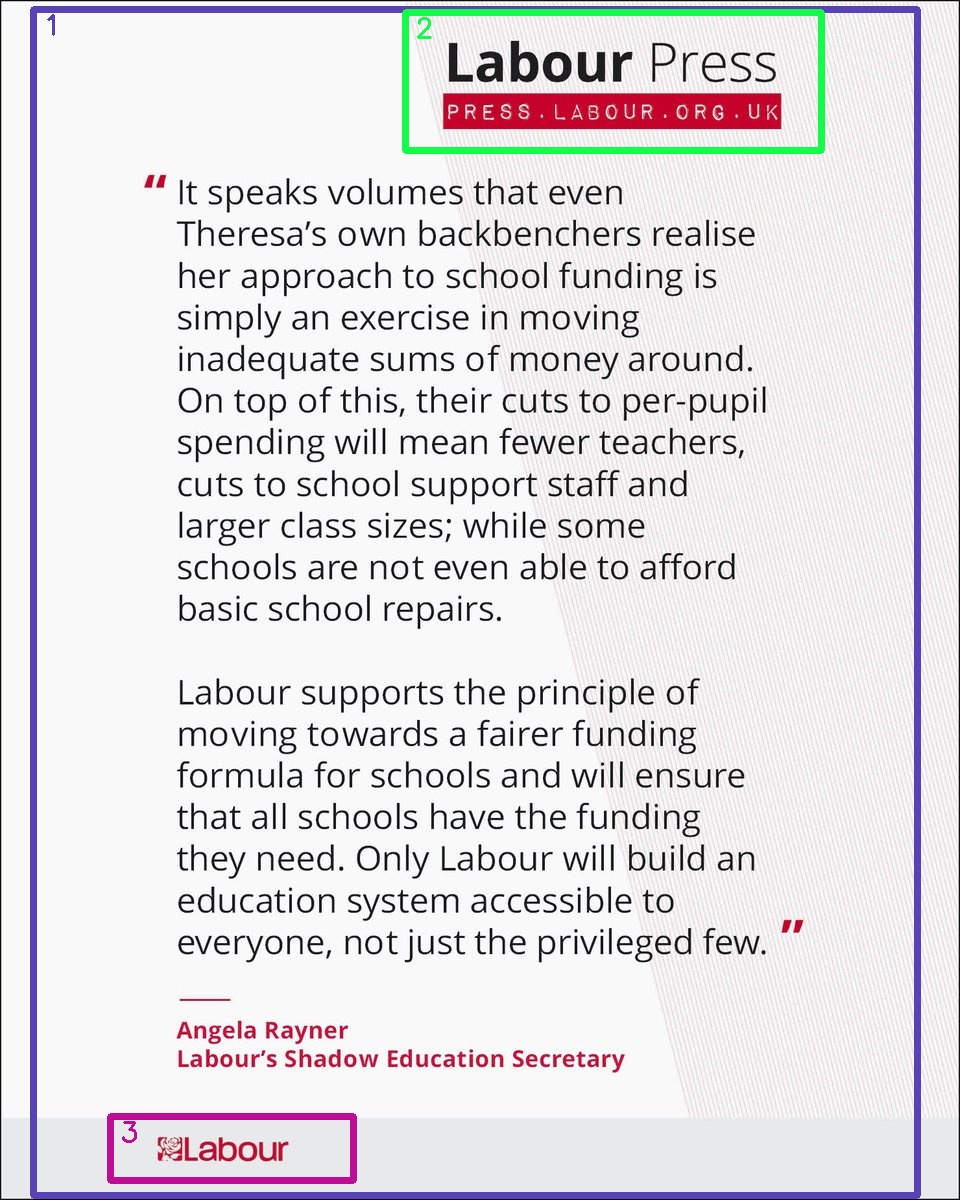 Labour Press
PRESS.LABOUR.ORG.UK
“ It speaks volumes that even
Theresa’s own backbenchers realise
her approach to school funding is
simply an exercise in moving
inadequate sums of money around.
On top of this, their cuts to per-pupil
spending will mean fewer teachers,
cuts to school support staff and
larger class sizes; while some
schools are not even able to afford
basic school repairs.
Labour supports the principle of
moving towards a fairer funding
formula for schools and will ensure
that all schools have the funding
they need. Only Labour will build an
education system accessible to
everyone, not just the privileged few. ”
Angela Rayner
Labour’s Shadow Education Secretary
Labour